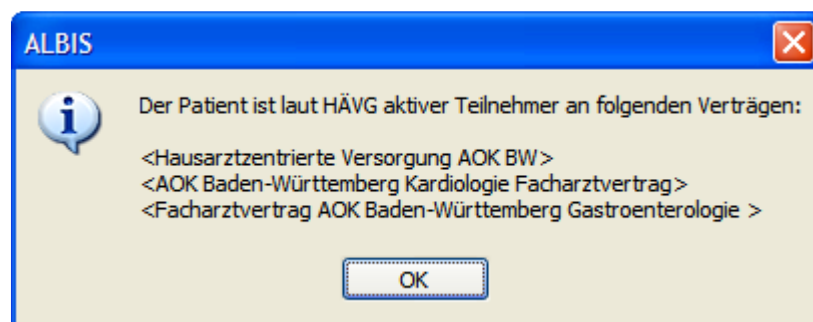 ALBIS
Der Patient ist laut HÄVG aktiver Teilnehmer an folgenden Verträgen:
<Hausarztzentrierte Versorgung AOK BW>
<AOK Baden-Württemberg Kardiologie Facharztvertrag>
<Facharztvertrag AOK Baden-Württemberg Gastroenterologie >
OK